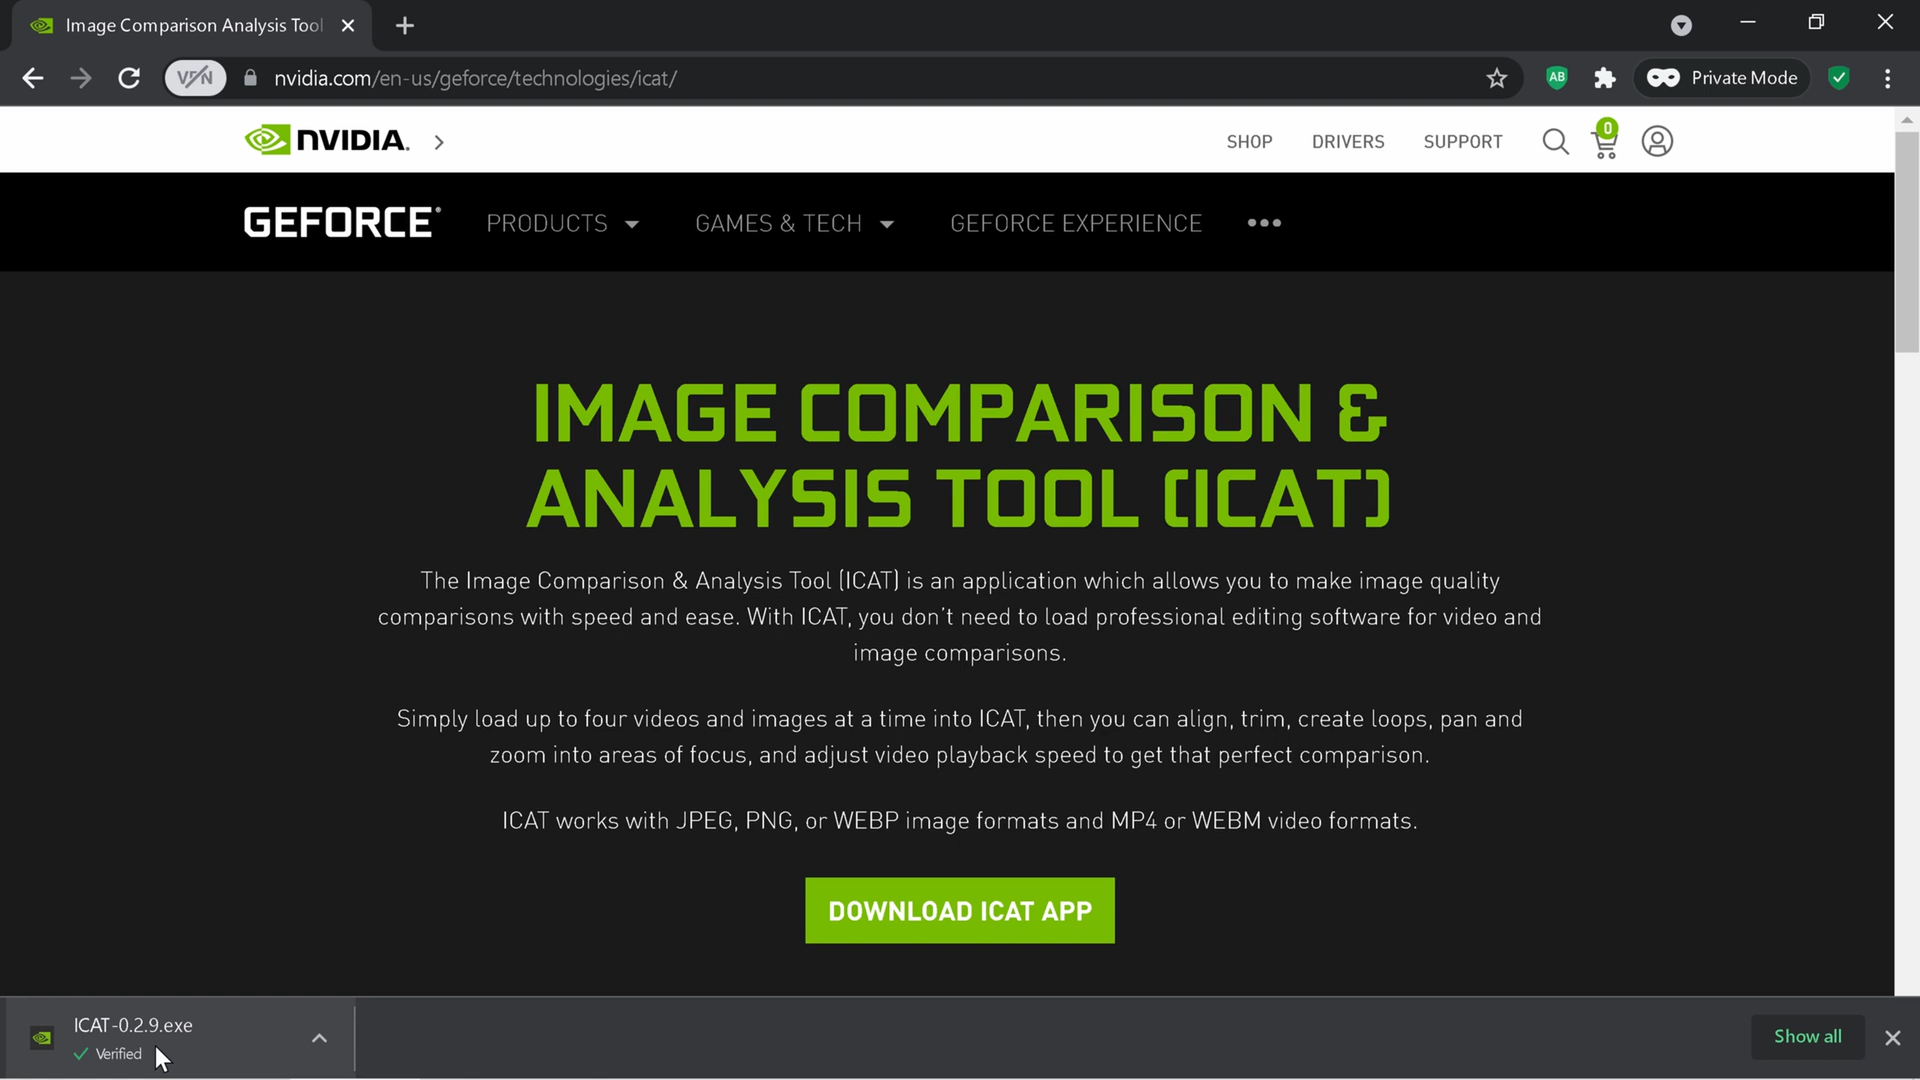 Image Comparison Analysis Tool
VPN
nvidia.com/en-us/geforce/technologies/icat/
AB
Private Mode
NVIDIA.
SHOP
DRIVERS
SUPPORT
0
GEFORCE®
PRODUCTS
GAMES & TECH
GEFORCE EXPERIENCE
IMAGE COMPARISON &
ANALYSIS TOOL (ICAT)
The Image Comparison & Analysis Tool (ICAT) is an application which allows you to make image quality
comparisons with speed and ease. With ICAT, you don't need to load professional editing software for video and
image comparisons.
Simply load up to four videos and images at a time into ICAT, then you can align, trim, create loops, pan and
zoom into areas of focus, and adjust video playback speed to get that perfect comparison.
ICAT works with JPEG, PNG, or WEBP image formats and MP4 or WEBM video formats.
DOWNLOAD ICAT APP
ICAT-0.2.9.exe
Verified
Show all